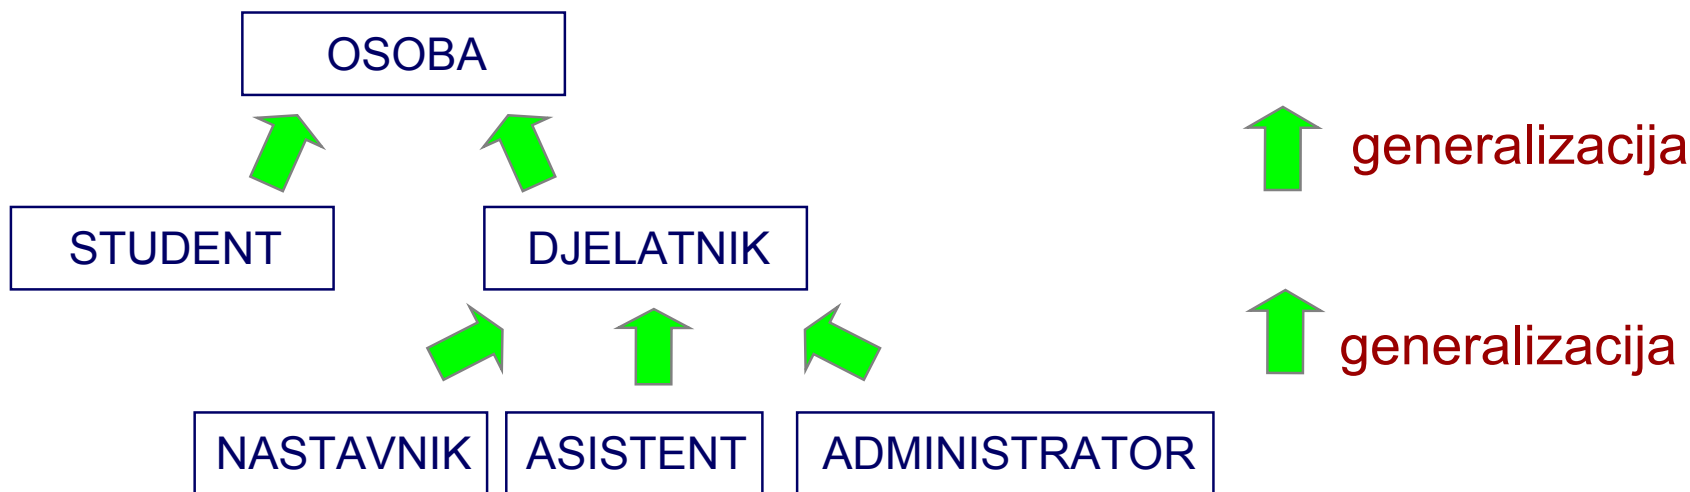 OSOBA
generalizacija
STUDENT
DJELATNIK
generalizacija
NASTAVNIK
ASISTENT
ADMINISTRATOR